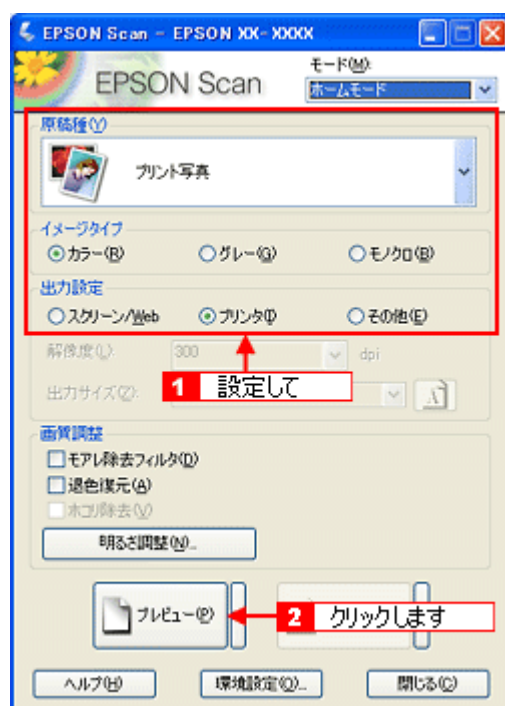 EPSON Scan - EPSON XX-XXXX
EPSON Scan
モード(M):
ホームモード
原稿種(Y)
プリント写真
イメージタイプ
カラー(R) グレー(G) モノクロ(B)
出力設定
スクリーン/Web プリンタ(I) その他(E)
解像度(L): 300 dpi
1 設定して
出力サイズ(Z):
画質調整
モアレ除去フィルタ(D)
退色復元(A)
ホコリ除去(V)
明るさ調整(N)...
プレビュー(P)
2 クリックします
ヘルプ(H) 環境設定(O)... 閉じる(C)